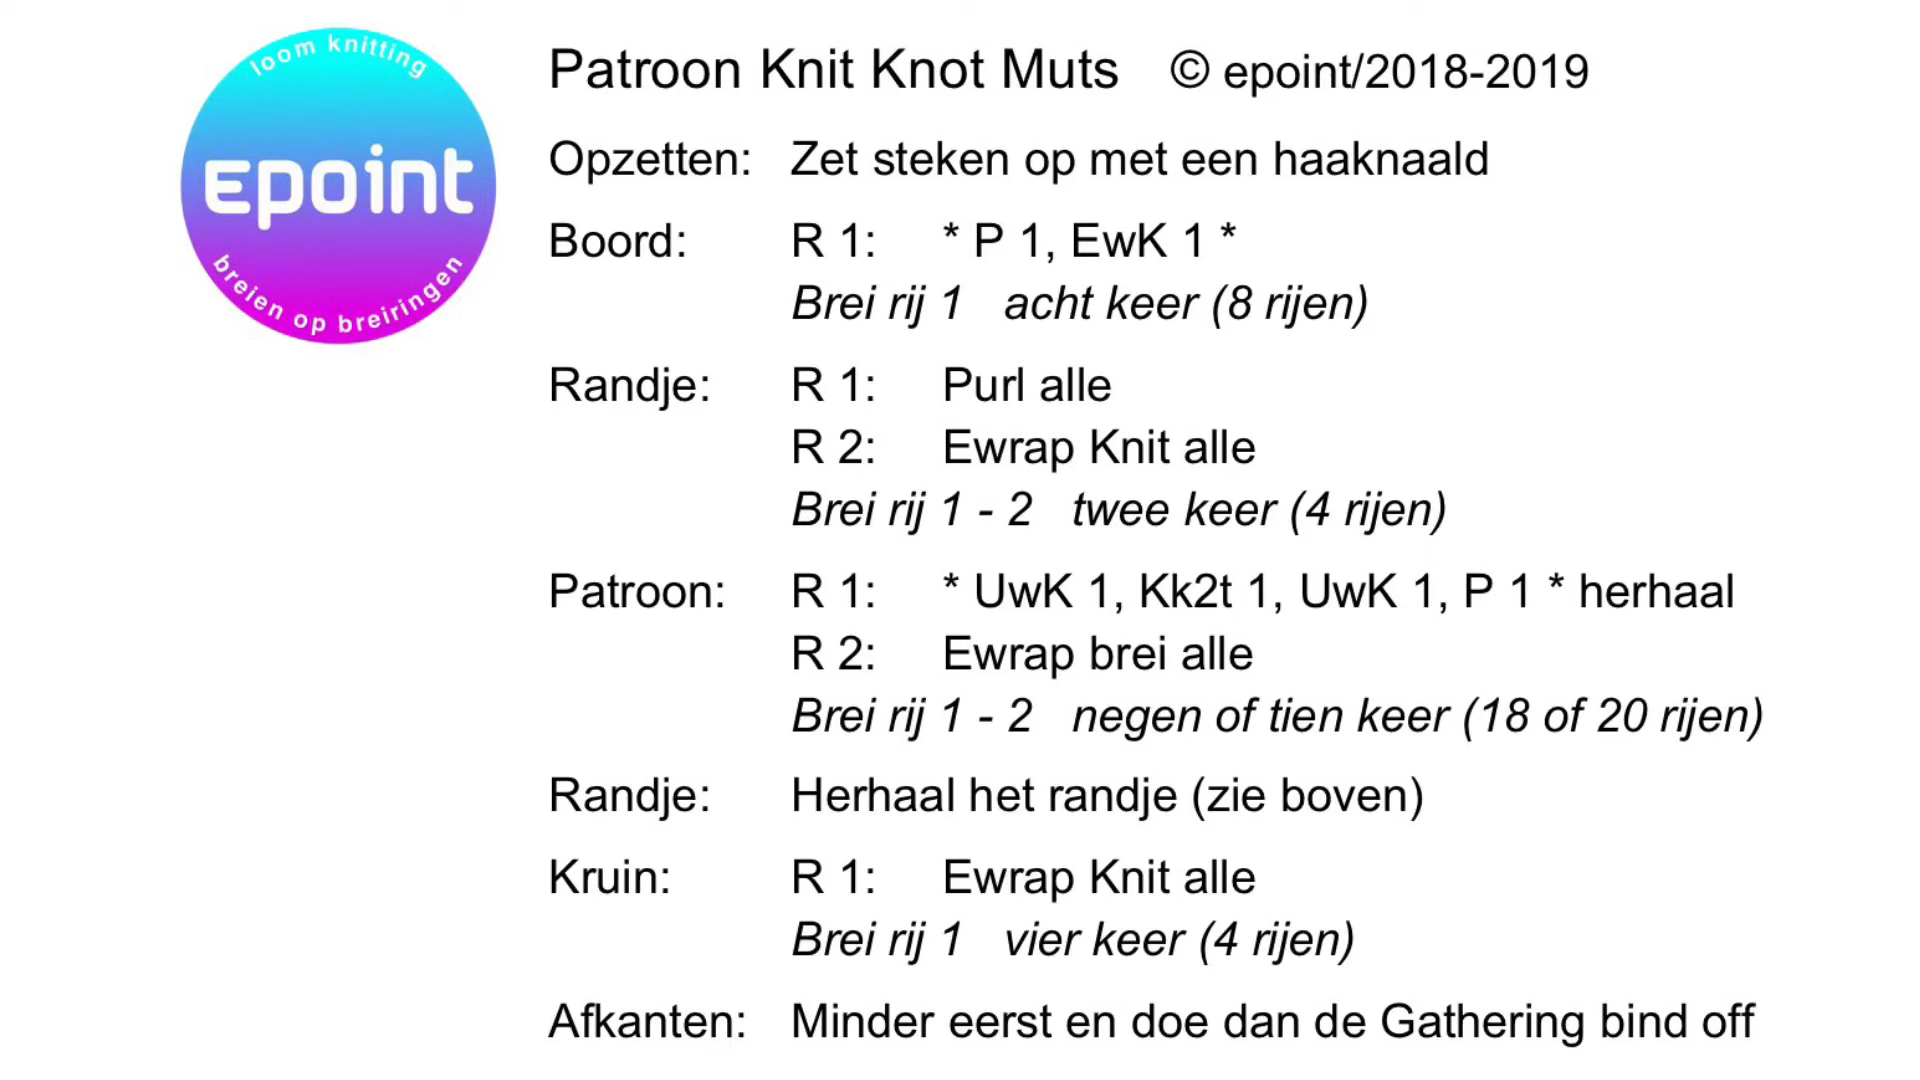 loom knitting
Epoint
breien op breiringen
Patroon Knit Knot Muts © epoint/2018-2019
Opzetten: Zet steken op met een haaknaald
Boord: R 1: * P 1, EwK 1 *
Brei rij 1 acht keer (8 rijen)
Randje: R 1: Purl alle
R 2: Ewrap Knit alle
Brei rij 1 - 2 twee keer (4 rijen)
Patroon: R 1: * UwK 1, Kk2t 1, UwK 1, P 1 * herhaal
R 2: Ewrap brei alle
Brei rij 1 - 2 negen of tien keer (18 of 20 rijen)
Randje: Herhaal het randje (zie boven)
Kruin: R 1: Ewrap Knit alle
Brei rij 1 vier keer (4 rijen)
Afkanten: Minder eerst en doe dan de Gathering bind off